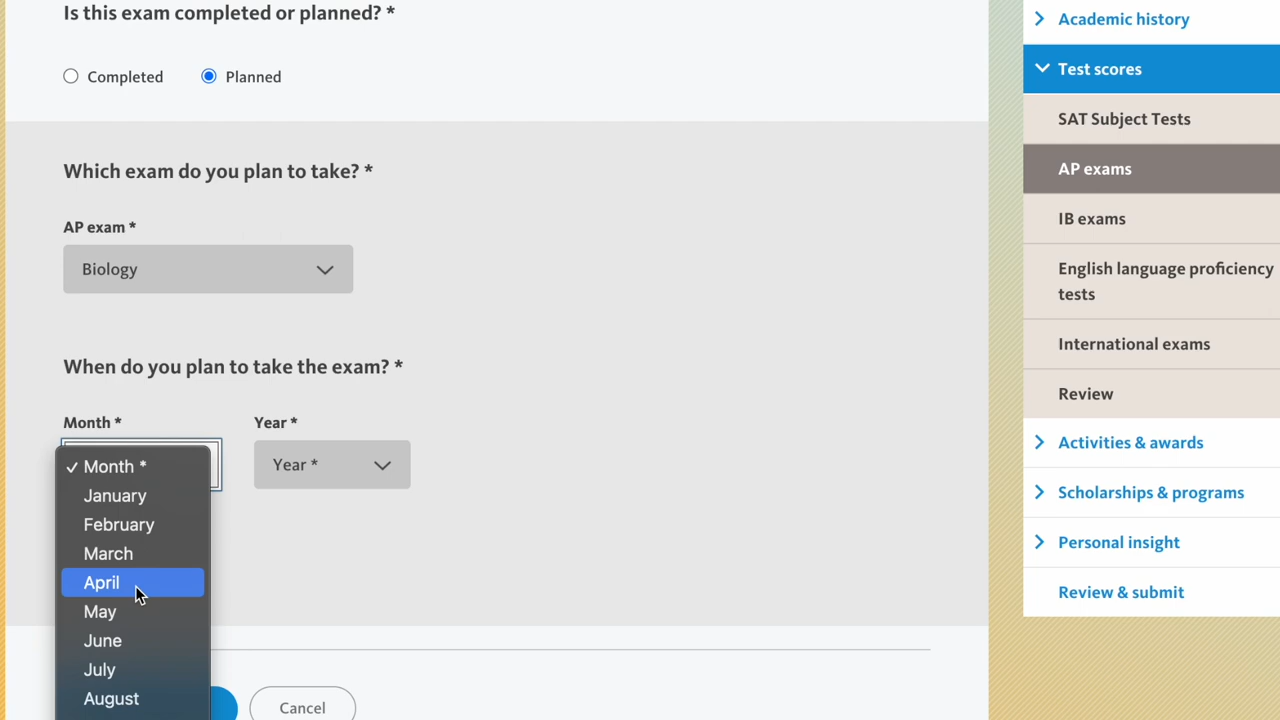 Is this exam completed or planned? *
Completed
Planned
Which exam do you plan to take? *
AP exam *
Biology
When do you plan to take the exam? *
Month *
Year *
✓ Month *
January
February
March
April
May
June
July
August
Year *
Cancel
Academic history
Test scores
SAT Subject Tests
AP exams
IB exams
English language proficiency
tests
International exams
Review
Activities & awards
Scholarships & programs
Personal insight
Review & submit